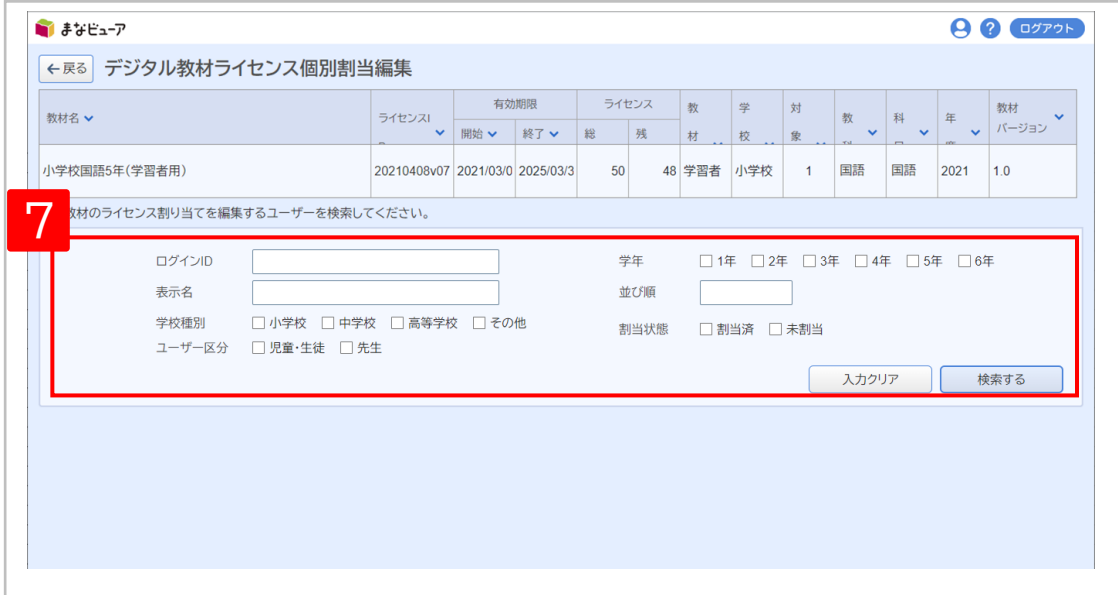 まなビューア
ログアウト
←戻る デジタル教材ライセンス個別割当編集
教材名 ライセンスI 有効期限 ライセンス 教材 学校 対象 教 科 年 教材バージョン
開始 終了 総 残
小学校国語5年(学習者用) 20210408v07 2021/03/0 2025/03/3 50 48 学習者 小学校 1 国語 国語 2021 1.0
7
教材のライセンス割り当てを編集するユーザーを検索してください。
ログインID 学年 1年 2年 3年 4年 5年 6年
表示名 並び順
学校種別 小学校 中学校 高等学校 その他 割当状態 割当済 未割当
ユーザー区分 児童・生徒 先生
入力クリア 検索する